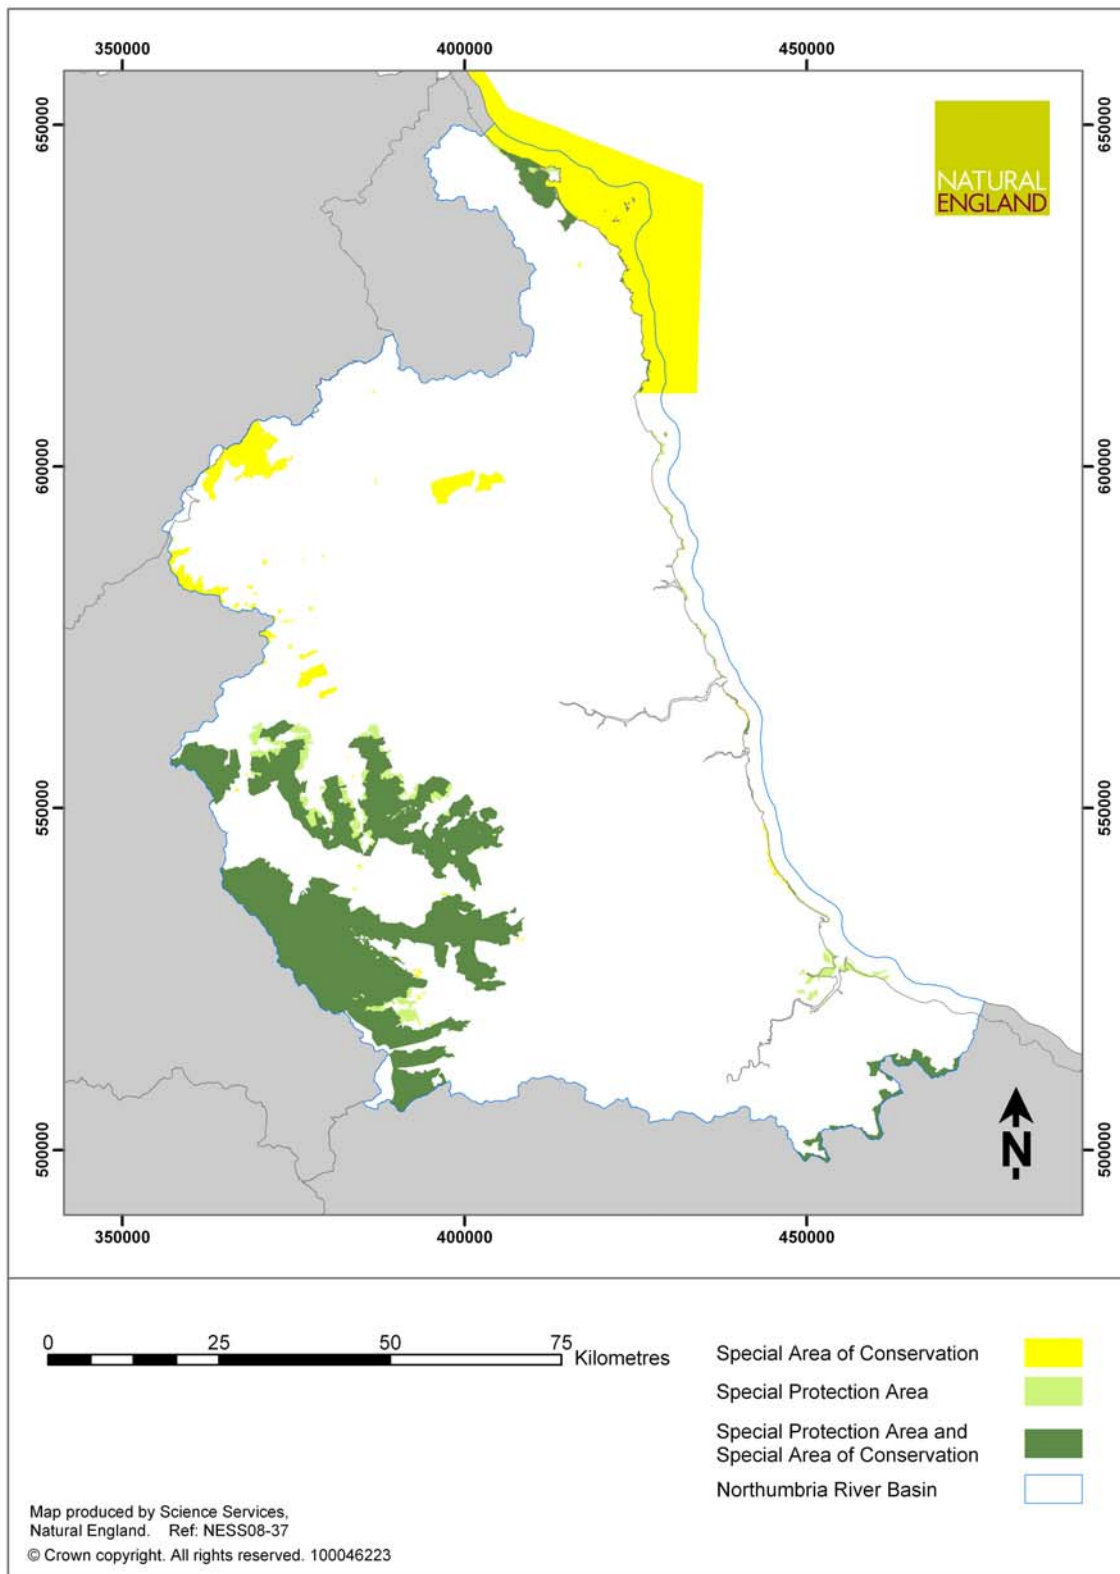 350000
400000
450000
650000
650000
NATURAL
ENGLAND
600000
600000
550000
550000
500000
500000
N
350000
400000
450000
0
25
50
75
Kilometres
Special Area of Conservation
Special Protection Area
Special Protection Area and
Special Area of Conservation
Northumbria River Basin
Map produced by Science Services,
Natural England. Ref: NESS08-37
© Crown copyright. All rights reserved. 100046223